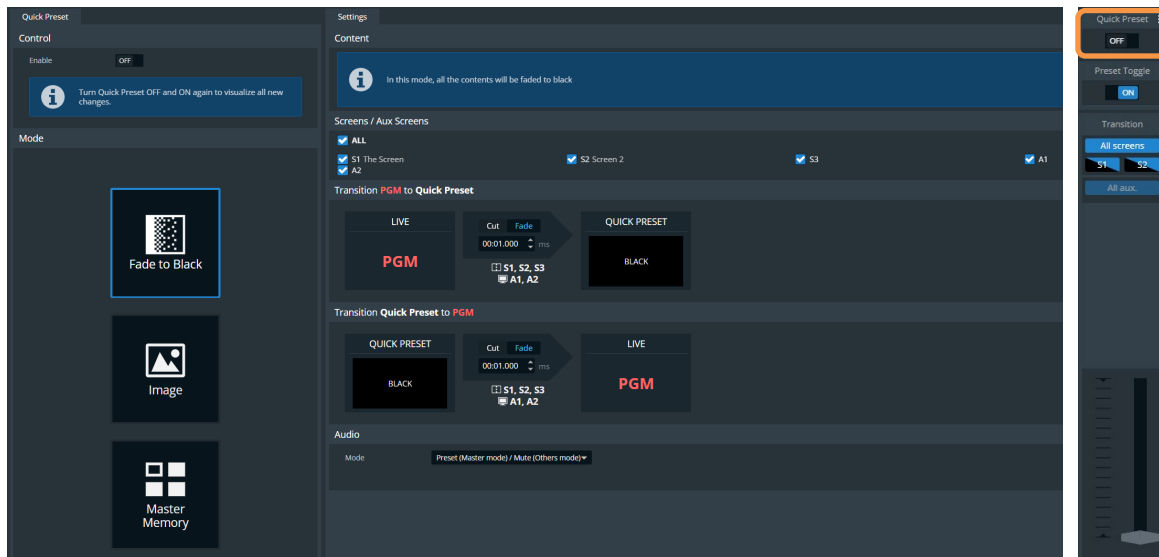 Quick Preset
Control
Enable OFF
Turn Quick Preset OFF and ON again to visualize all new
changes.
Mode
Fade to Black
Image
Master
Memory
Settings
Content
In this mode, all the contents will be faded to black
Screens / Aux Screens
ALL
S1 The Screen S2 Screen 2 S3 A1
A2
Transition PGM to Quick Preset
LIVE
PGM
Cut Fade
00:01.000 ms
S1, S2, S3
A1, A2
QUICK PRESET
BLACK
Transition Quick Preset to PGM
QUICK PRESET
BLACK
Cut Fade
00:01.000 ms
S1, S2, S3
A1, A2
LIVE
PGM
Audio
Mode Preset (Master mode) / Mute (Others mode)
Quick Preset
OFF
Preset Toggle
ON
Transition
All screens
S1 S2
All aux.